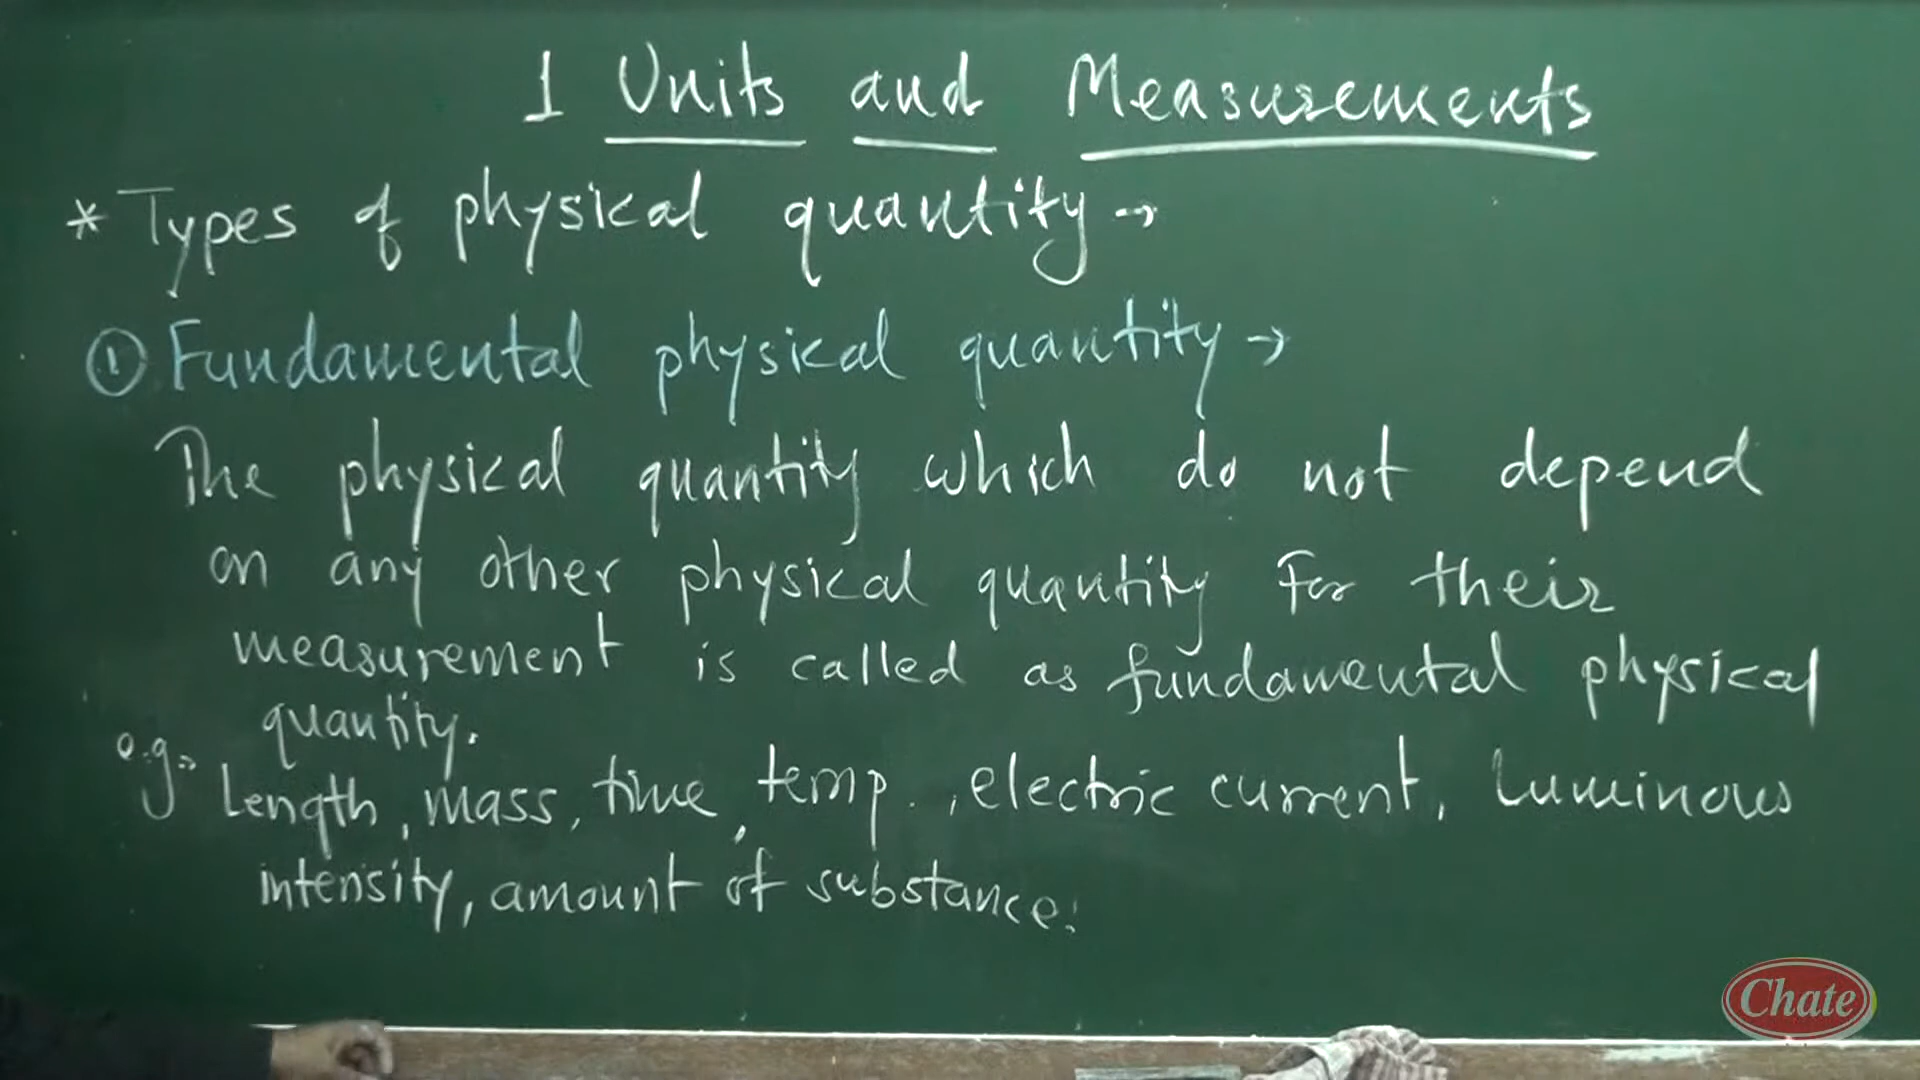 1 Units and Measurements
* Types of physical quantity →
① Fundamental physical quantity →
The physical quantity which do not depend
on any other physical quantity For their
measurement is called as fundamental physical
quantity.
e.g., Length, mass, time, temp., electric current, Luminous
intensity, amount of substance.
Chate